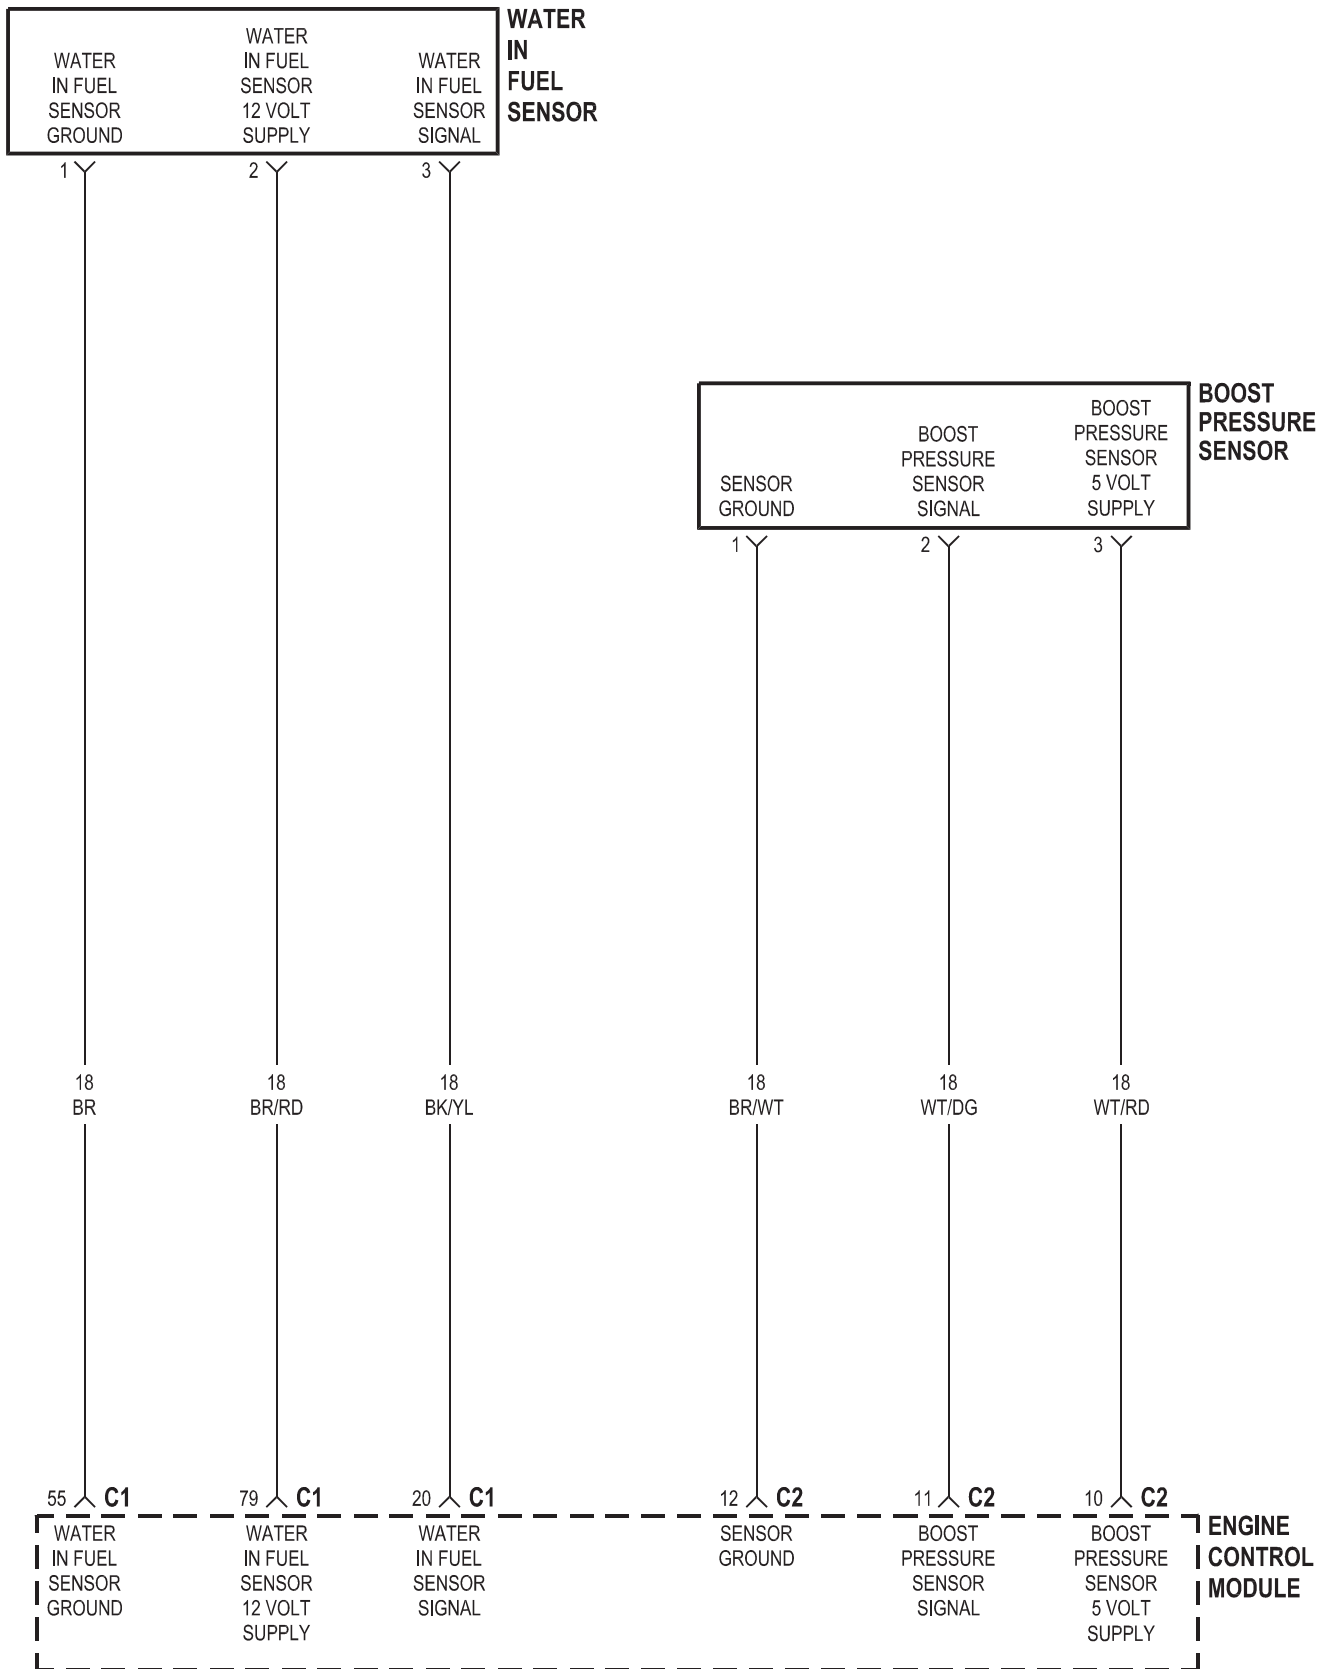 WATER
IN FUEL
SENSOR
GROUND
WATER
IN FUEL
SENSOR
12 VOLT
SUPPLY
WATER
IN FUEL
SENSOR
SIGNAL
WATER
IN
FUEL
SENSOR
1
2
3
SENSOR
GROUND
BOOST
PRESSURE
SENSOR
SIGNAL
BOOST
PRESSURE
SENSOR
5 VOLT
SUPPLY
BOOST
PRESSURE
SENSOR
1
2
3
18
BR
18
BR/RD
18
BK/YL
18
BR/WT
18
WT/DG
18
WT/RD
55 C1
79 C1
20 C1
12 C2
11 C2
10 C2
WATER
IN FUEL
SENSOR
GROUND
WATER
IN FUEL
SENSOR
12 VOLT
SUPPLY
WATER
IN FUEL
SENSOR
SIGNAL
SENSOR
GROUND
BOOST
PRESSURE
SENSOR
SIGNAL
BOOST
PRESSURE
SENSOR
5 VOLT
SUPPLY
ENGINE
CONTROL
MODULE